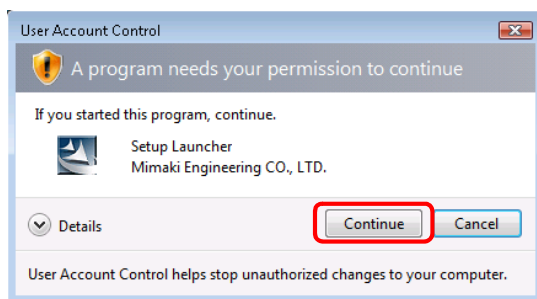 User Account Control
A program needs your permission to continue
If you started this program, continue.
Setup Launcher
Mimaki Engineering CO., LTD.
Details
Continue
Cancel
User Account Control helps stop unauthorized changes to your computer.